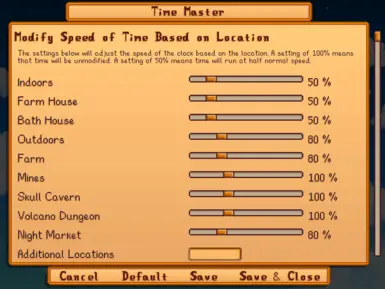 Time Master
Modify Speed of Time Based on Location
The settings below will adjust the speed of the clock based on the location. A setting of 100% means
that time will be unmodified. A setting of 50% means time will run at half normal speed.
Indoors 50 %
Farm House 50 %
Bath House 50 %
Outdoors 80 %
Farm 80 %
Mines 100 %
Skull Cavern 100 %
Volcano Dungeon 100 %
Night Market 80 %
Additional Locations
Cancel Default Save Save & Close